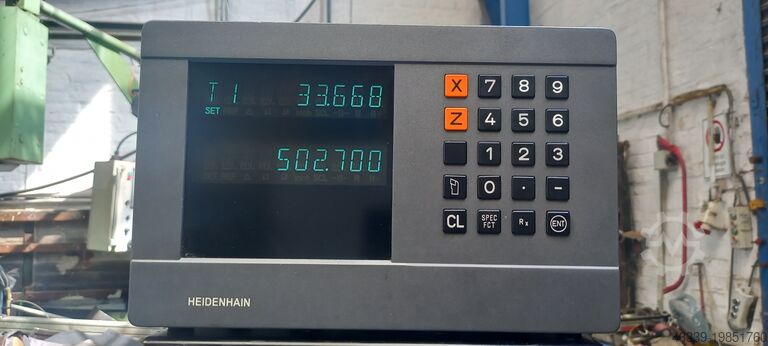 T 1 33.668
SET
502.700
X 7 8 9
Z 4 5 6
1 2 3
0 . -
CL SPEC FCT Rx ENT
HEIDENHAIN